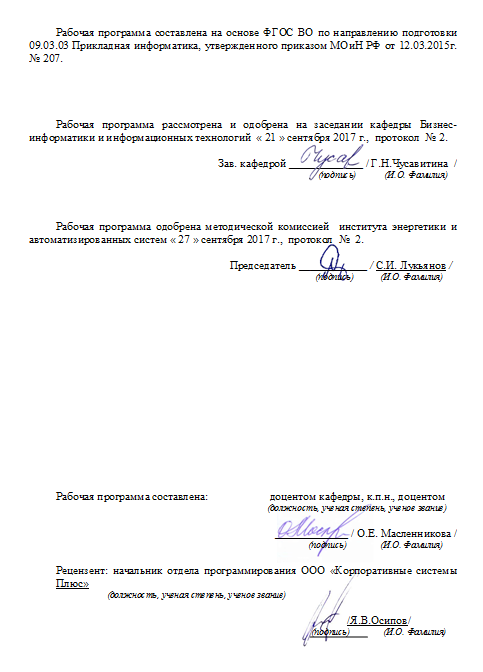 Рабочая программа составлена на основе ФГОС ВО по направлению подготовки
09.03.03 Прикладная информатика, утвержденного приказом МОиН РФ от 12.03.2015г.
№ 207.
Рабочая программа рассмотрена и одобрена на заседании кафедры Бизнес-
информатики и информационных технологий « 21 » сентября 2017 г., протокол № 2.
Зав. кафедрой / Г.Н.Чусавитина /
(подпись) (И.О. Фамилия)
Рабочая программа одобрена методической комиссией института энергетики и
автоматизированных систем « 27 » сентября 2017 г., протокол № 2.
Председатель / С.И. Лукьянов /
(подпись) (И.О. Фамилия)
Рабочая программа составлена: доцентом кафедры, к.п.н., доцентом
(должность, ученая степень, ученое звание)
/ О.Е. Масленникова /
(подпись) (И.О. Фамилия)
Рецензент: начальник отдела программирования ООО «Корпоративные системы
Плюс»
(должность, ученая степень, ученое звание)
/Я.В.Осипов/
(подпись) (И.О. Фамилия)